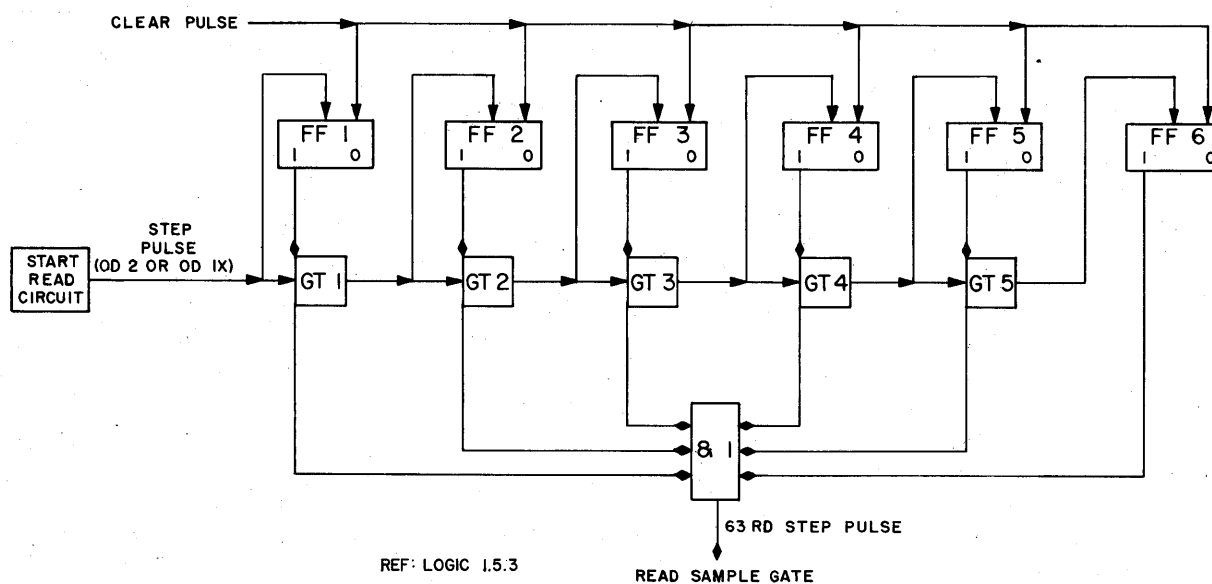 CLEAR PULSE
FF 1
1 0
FF 2
1 0
FF 3
1 0
FF 4
1 0
FF 5
1 0
FF 6
1 0
START
READ
CIRCUIT
STEP
PULSE
(OD 2 OR OD 1X)
GT 1
GT 2
GT 3
GT 4
GT 5
& 1
63 RD STEP PULSE
REF: LOGIC 1.5.3
READ SAMPLE GATE